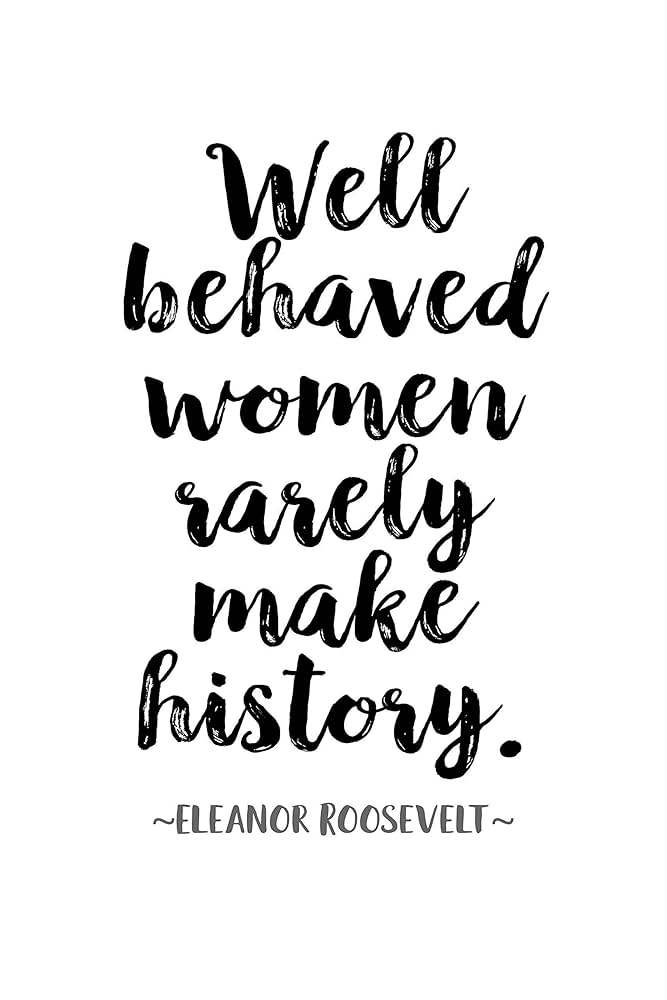 Well
behaved
women
rarely
make
history.
~ELEANOR ROOSEVELT~